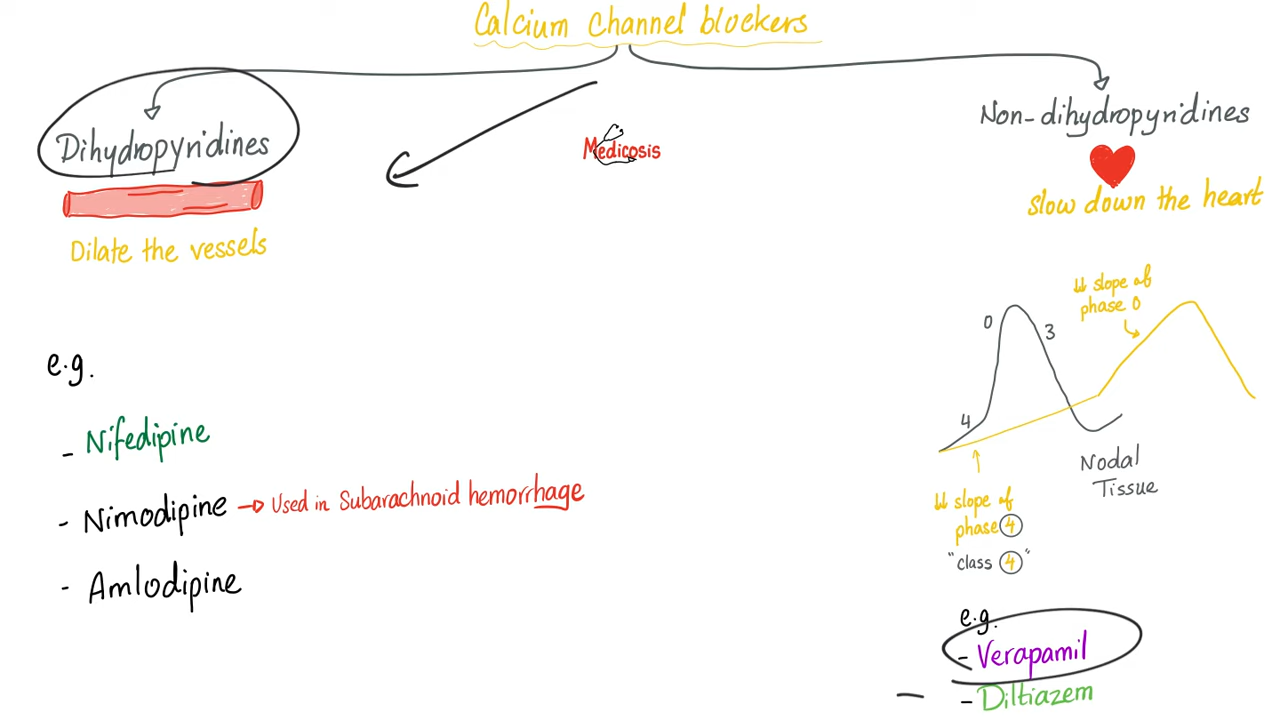 Calcium Channel blockers
Dihydropyridines
Dilate the vessels
e.g.
- Nifedipine
- Nimodipine → Used in Subarachnoid hemorrhage
- Amlodipine
Medicosis
Non-dihydropyridines
Slow down the heart
↓↓ slope of
phase 0
0
3
4
Nodal
Tissue
↓↓ slope of
phase 4
"class 4"
e.g.
- Verapamil
- Diltiazem